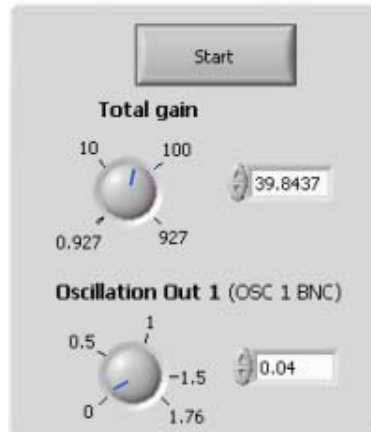 Start
Total gain
10 100
39.8437
0.927 927
Oscillation Out 1 (OSC 1 BNC)
1
0.5
1.5
0.04
0 1.76